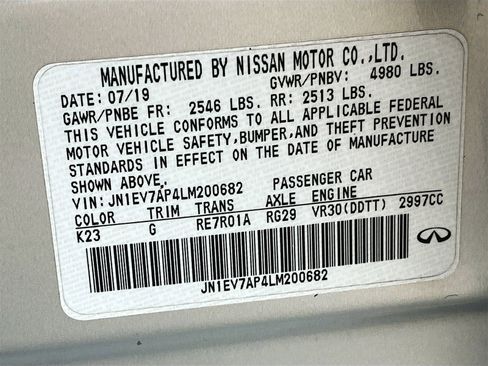 MANUFACTURED BY NISSAN MOTOR CO.,LTD.
DATE: 07/19 GVWR/PNBV: 4980 LBS.
GAWR/PNBE FR: 2546 LBS. RR: 2513 LBS.
THIS VEHICLE CONFORMS TO ALL APPLICABLE FEDERAL
MOTOR VEHICLE SAFETY,BUMPER,AND THEFT PREVENTION
STANDARDS IN EFFECT ON THE DATE OF MANUFACTURE
SHOWN ABOVE.
VIN: JN1EV7AP4LM200682 PASSENGER CAR
COLOR TRIM TRANS AXLE ENGINE
K23 G RE7R01A RG29 VR30(DDTT) 2997CC
JN1EV7AP4LM200682